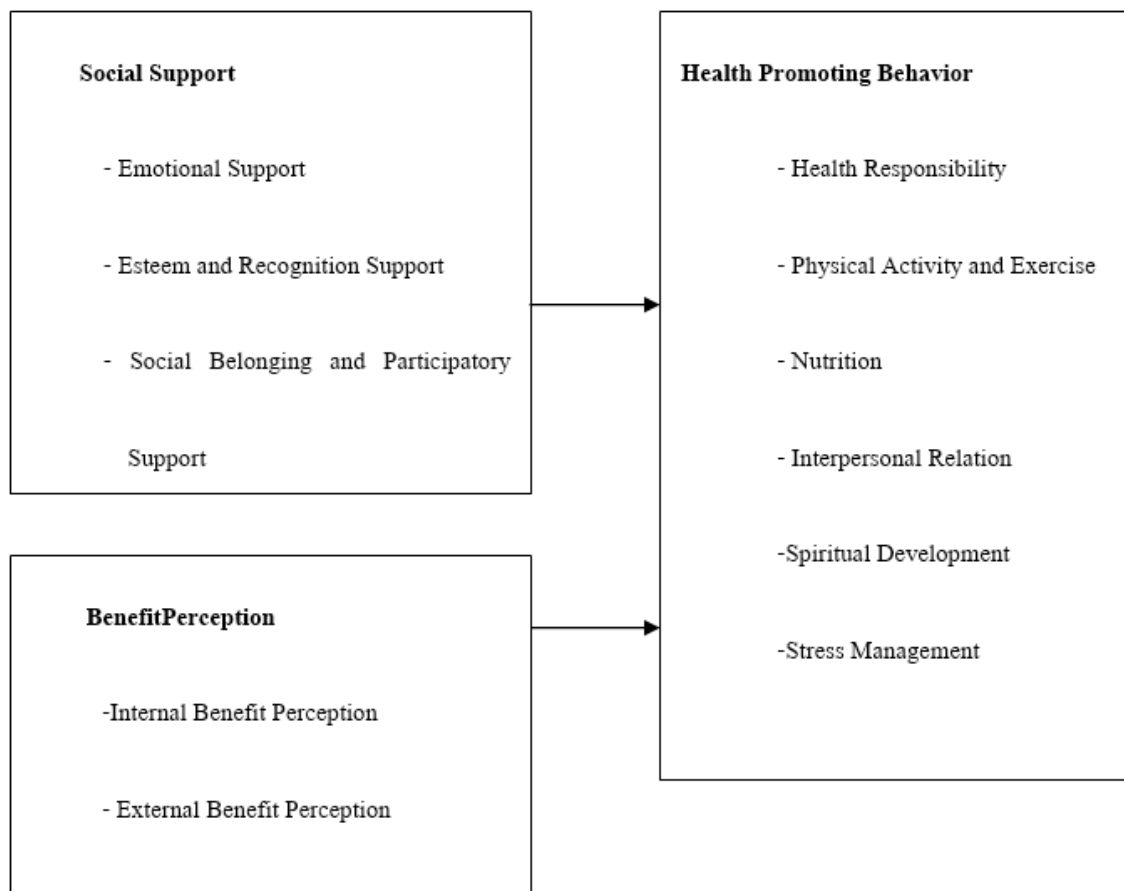 Social Support
- Emotional Support
- Esteem and Recognition Support
- Social Belonging and Participatory
Support
BenefitPerception
-Internal Benefit Perception
- External Benefit Perception
Health Promoting Behavior
- Health Responsibility
- Physical Activity and Exercise
- Nutrition
- Interpersonal Relation
-Spiritual Development
-Stress Management